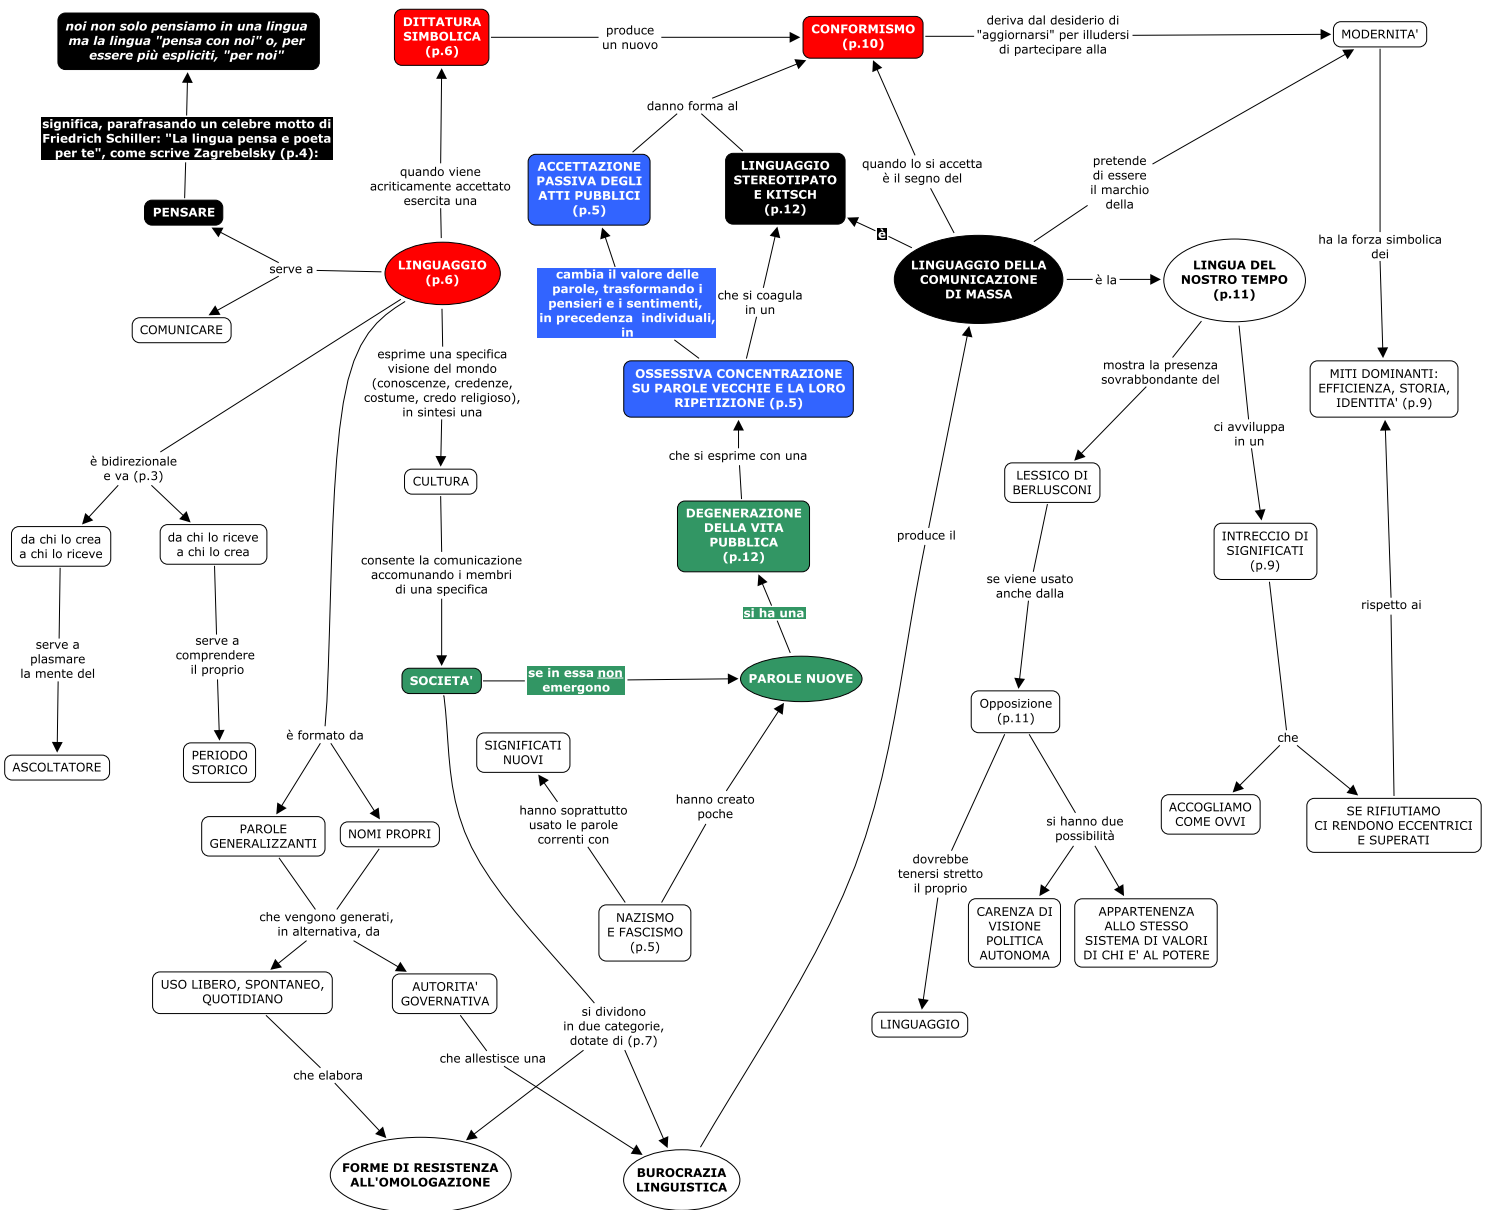 noi non solo pensiamo in una lingua
ma la lingua "pensa con noi" o, per
essere più espliciti, "per noi"
significa, parafrasando un celebre motto di
Friedrich Schiller: "La lingua pensa e poeta
per te", come scrive Zagrebelsky (p.4):
PENSARE
serve a
COMUNICARE
DITTATURA
SIMBOLICA
(p.6)
produce
un nuovo
CONFORMISMO
(p.10)
deriva dal desiderio di
"aggiornarsi" per illudersi
di partecipare alla
MODERNITA'
danno forma al
quando viene
acriticamente accettato
esercita una
ACCETTAZIONE
PASSIVA DEGLI
ATTI PUBBLICI
(p.5)
LINGUAGGIO
STEREOTIPATO
E KITSCH
(p.12)
quando lo si accetta
è il segno del
pretende
di essere
il marchio
della
è
ha la forza simbolica
dei
LINGUAGGIO
(p.6)
cambia il valore delle
parole, trasformando i
pensieri e i sentimenti,
in precedenza individuali,
in
che si coagula
in un
LINGUAGGIO DELLA
COMUNICAZIONE
DI MASSA
è la
LINGUA DEL
NOSTRO TEMPO
(p.11)
esprime una specifica
visione del mondo
(conoscenze, credenze,
costume, credo religioso),
in sintesi una
OSSESSIVA CONCENTRAZIONE
SU PAROLE VECCHIE E LA LORO
RIPETIZIONE (p.5)
mostra la presenza
sovrabbondante del
MITI DOMINANTI:
EFFICIENZA, STORIA,
IDENTITA' (p.9)
ci avviluppa
in un
è bidirezionale
e va (p.3)
CULTURA
che si esprime con una
LESSICO DI
BERLUSCONI
da chi lo crea
a chi lo riceve
da chi lo riceve
a chi lo crea
DEGENERAZIONE
DELLA VITA
PUBBLICA
(p.12)
produce il
INTRECCIO DI
SIGNIFICATI
(p.9)
consente la comunicazione
accomunando i membri
di una specifica
se viene usato
anche dalla
rispetto ai
si ha una
serve a
plasmare
la mente del
serve a
comprendere
il proprio
SOCIETA'
se in essa non
emergono
PAROLE NUOVE
Opposizione
(p.11)
è formato da
SIGNIFICATI
NUOVI
che
ASCOLTATORE
PERIODO
STORICO
hanno soprattutto
usato le parole
correnti con
hanno creato
poche
ACCOGLIAMO
COME OVVI
SE RIFIUTIAMO
CI RENDONO ECCENTRICI
E SUPERATI
PAROLE
GENERALIZZANTI
NOMI PROPRI
si hanno due
possibilità
dovrebbe
tenersi stretto
il proprio
che vengono generati,
in alternativa, da
NAZISMO
E FASCISMO
(p.5)
CARENZA DI
VISIONE
POLITICA
AUTONOMA
APPARTENENZA
ALLO STESSO
SISTEMA DI VALORI
DI CHI E' AL POTERE
USO LIBERO, SPONTANEO,
QUOTIDIANO
AUTORITA'
GOVERNATIVA
si dividono
in due categorie,
dotate di (p.7)
LINGUAGGIO
che allestisce una
che elabora
FORME DI RESISTENZA
ALL'OMOLOGAZIONE
BUROCRAZIA
LINGUISTICA